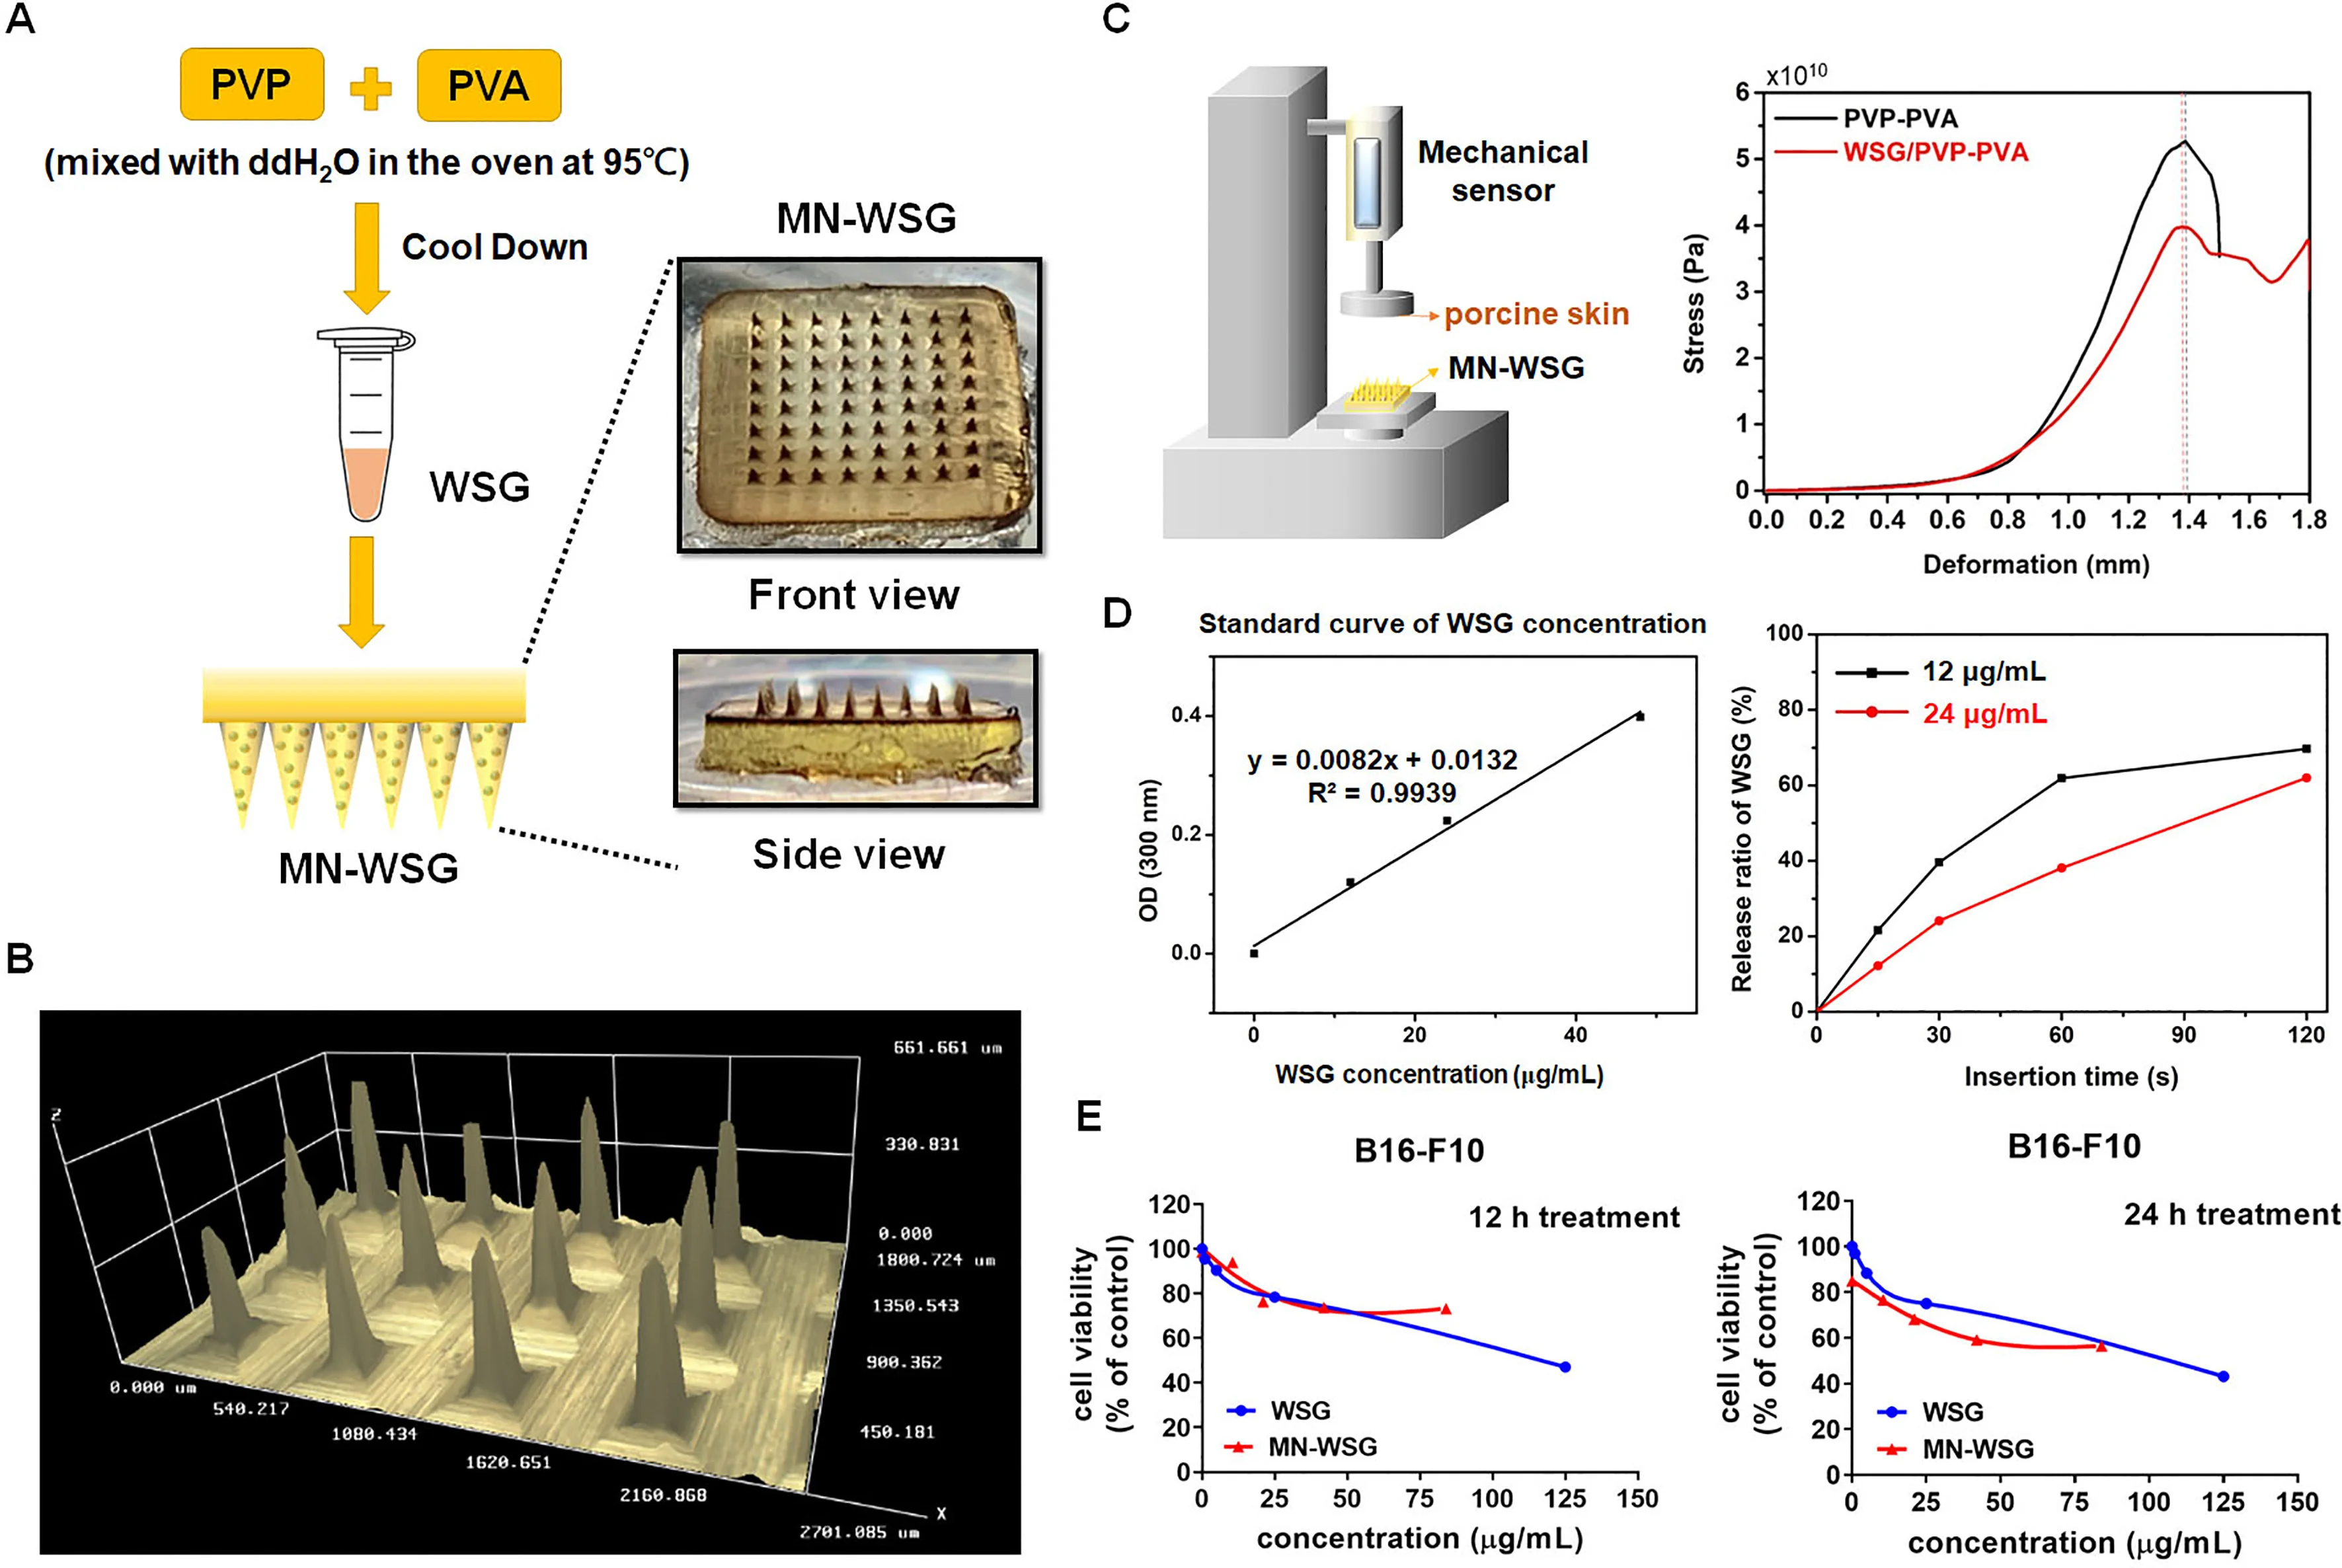 A
PVP + PVA
(mixed with ddH₂O in the oven at 95℃)
Cool Down
WSG
MN-WSG
MN-WSG
Front view
Side view
B
Z
661.661 um
330.831
0.000
1800.724 um
1350.543
900.362
450.181
0.000 um
540.217
1080.434
1620.651
2160.868
2701.085 um
X
C
Mechanical
sensor
porcine skin
MN-WSG
x10¹⁰
PVP-PVA
WSG/PVP-PVA
Stress (Pa)
6
5
4
3
2
1
0
0.0 0.2 0.4 0.6 0.8 1.0 1.2 1.4 1.6 1.8
Deformation (mm)
D
Standard curve of WSG concentration
y = 0.0082x + 0.0132
R² = 0.9939
OD (300 nm)
0.4
0.2
0.0
0 20 40
WSG concentration (μg/mL)
12 μg/mL
24 μg/mL
Release ratio of WSG (%)
100
80
60
40
20
0
0 30 60 90 120
Insertion time (s)
E
B16-F10
12 h treatment
cell viability
(% of control)
120
100
80
60
40
20
0
WSG
MN-WSG
0 25 50 75 100 125 150
concentration (μg/mL)
B16-F10
24 h treatment
cell viability
(% of control)
120
100
80
60
40
20
0
WSG
MN-WSG
0 25 50 75 100 125 150
concentration (μg/mL)